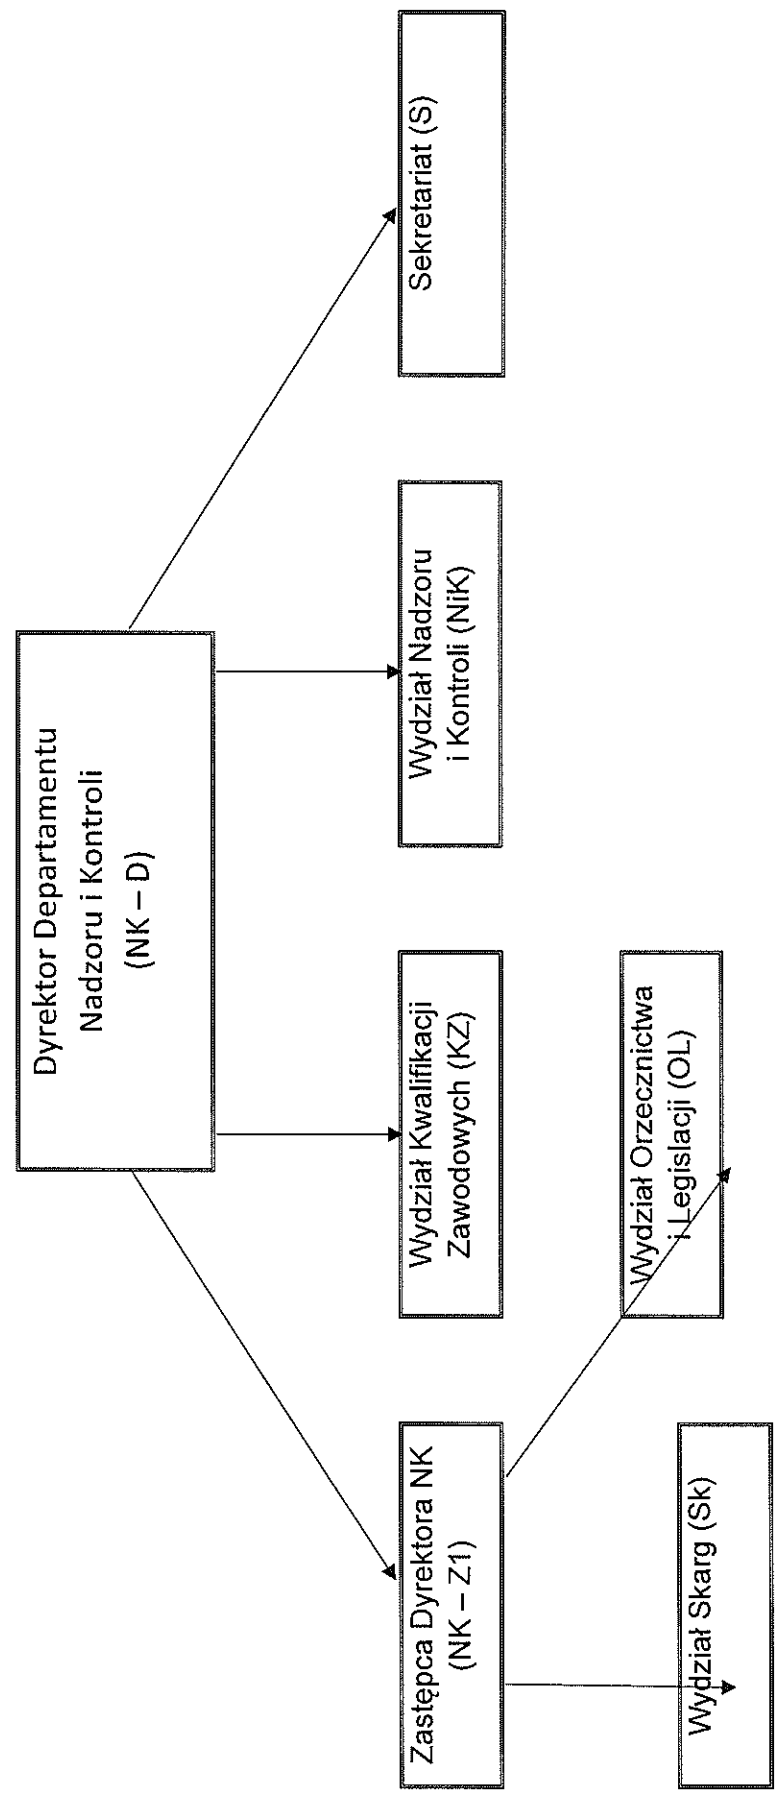 Dyrektor Departamentu
Nadzoru i Kontroli
(NK – D)
Zastępca Dyrektora NK
(NK – Z1)
Wydział Kwalifikacji
Zawodowych (KZ)
Wydział Nadzoru
i Kontroli (NiK)
Sekretariat (S)
Wydział Skarg (Sk)
Wydział Orzecznictwa
i Legislacji (OL)